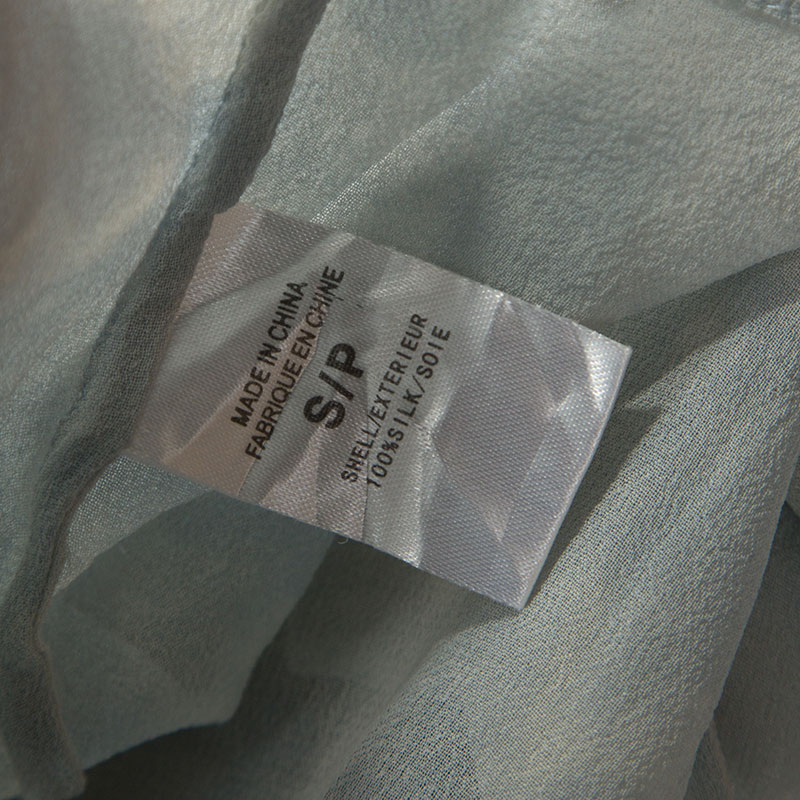 MADE IN CHINA
FABRIQUE EN CHINE
S/P
SHELL/EXTERIEUR
100%SILK/SOIE